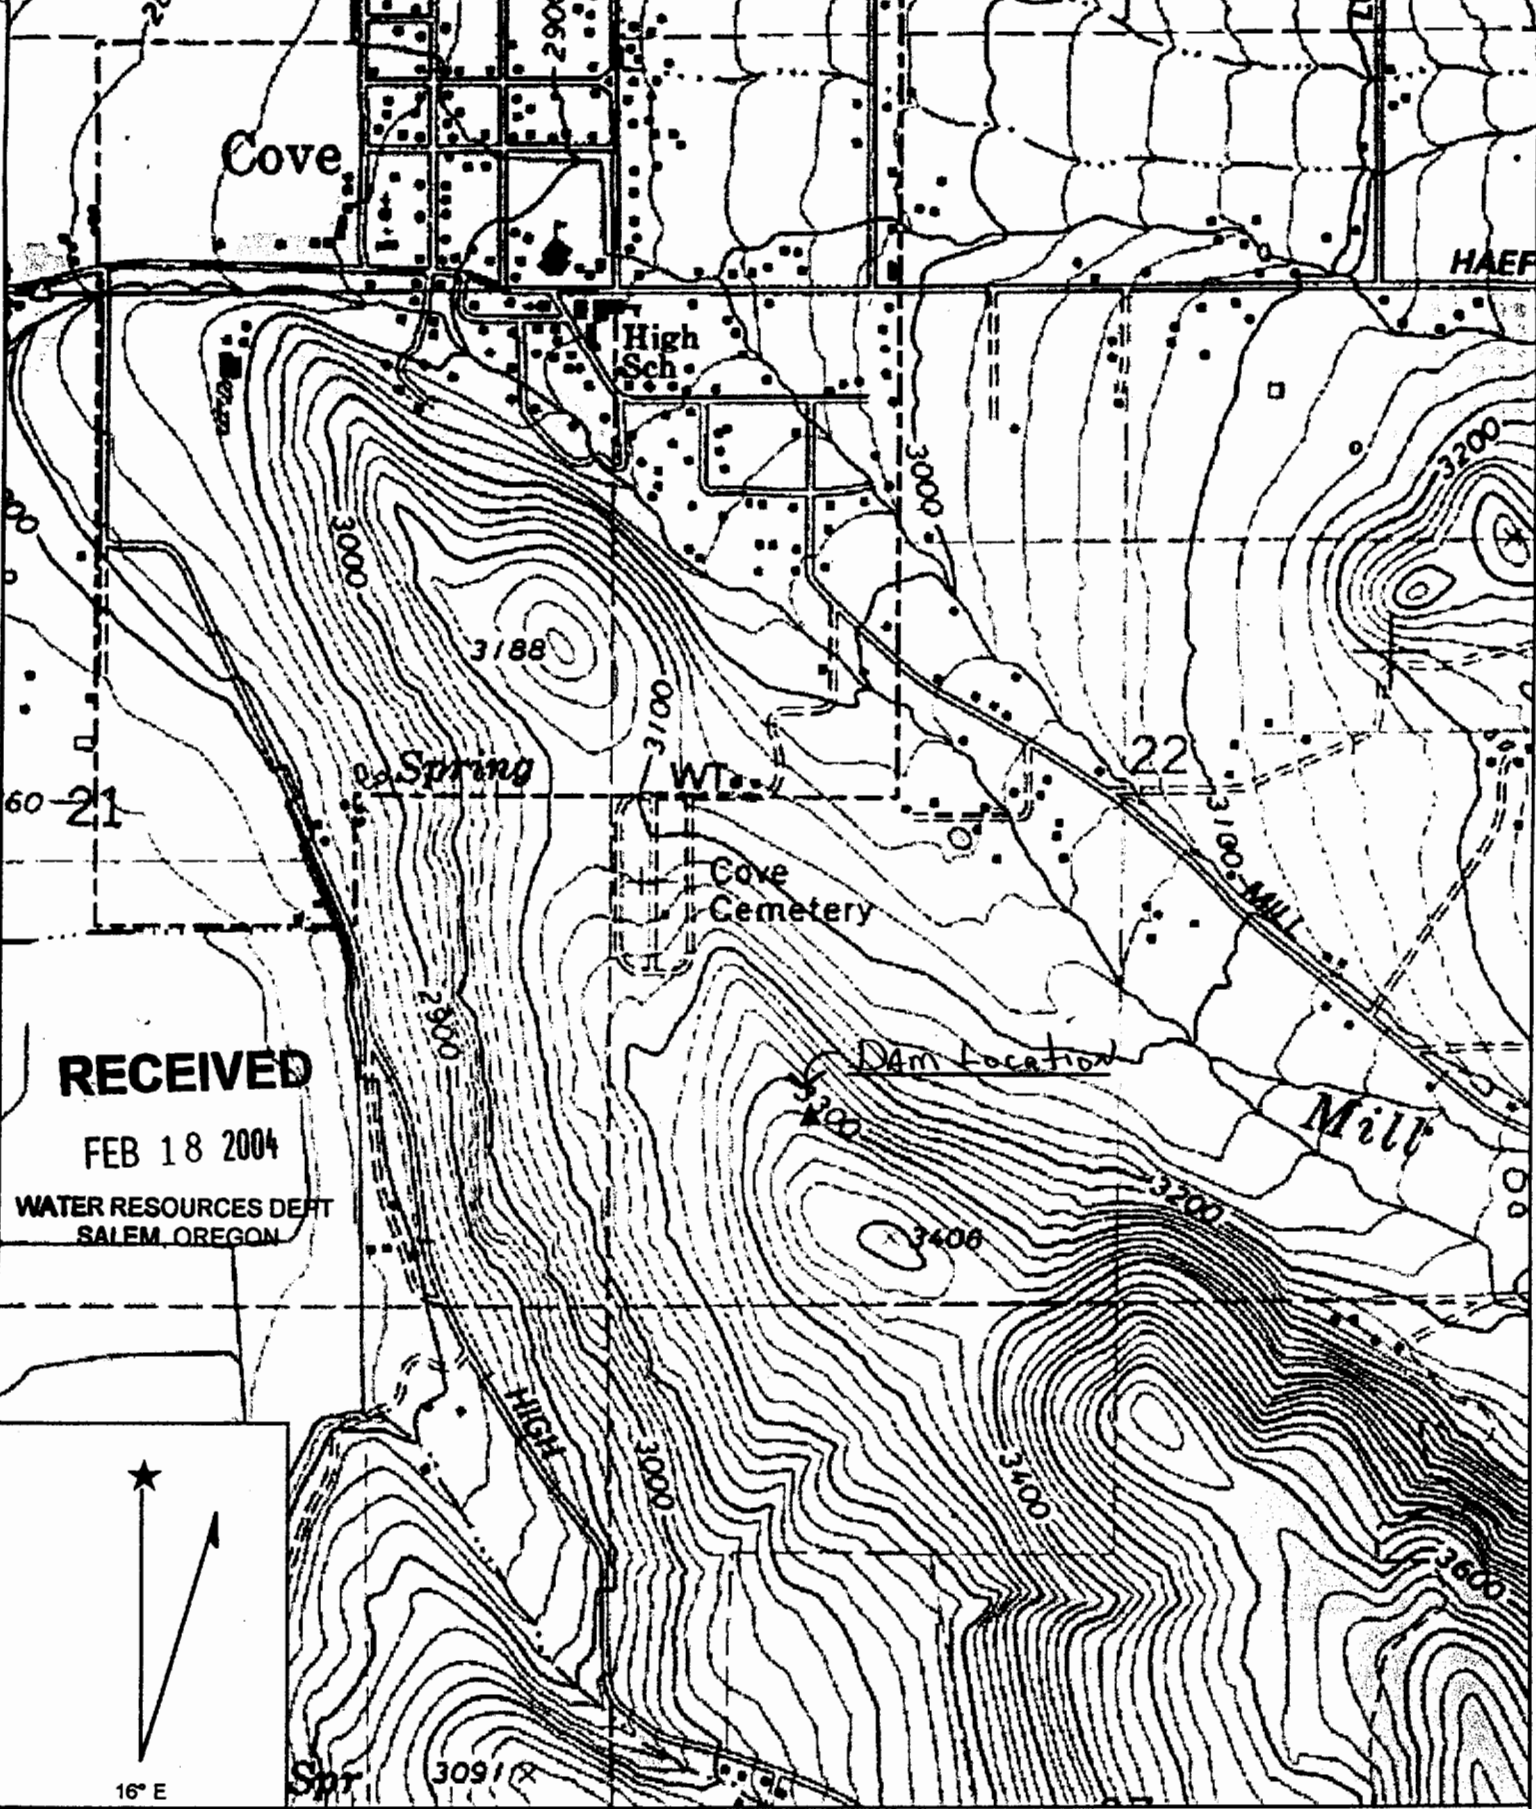 2900
Cove
HAEF
High
Sch
3000
3200
3000
3188
3100
Spring
WT
22
60
21
3100
Cove
Cemetery
MILL
2900
RECEIVED
DAM Location
3300
FEB 18 2004
Mill
WATER RESOURCES DEPT
SALEM, OREGON
3200
3406
HIGH
3000
3400
3600
Spr
3091
16° E